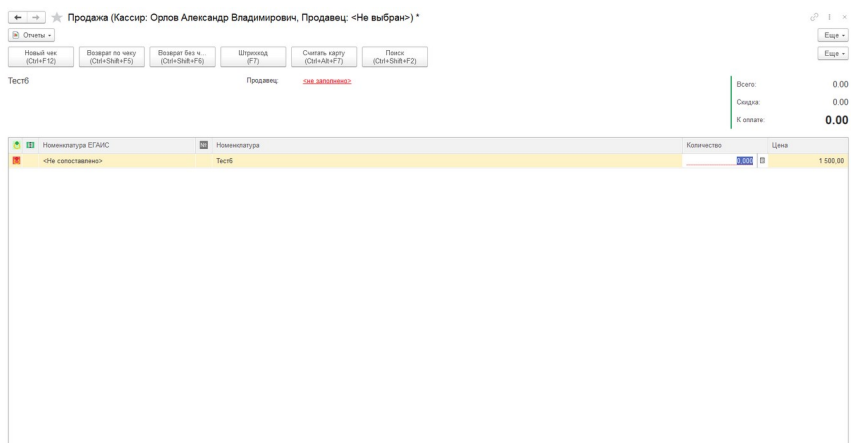 Продажа (Кассир: Орлов Александр Владимирович, Продавец: <Не выбран>) *
Отчеты
Еще
Новый чек (Ctrl+F12)
Возврат по чеку (Ctrl+Shift+F5)
Возврат без ч... (Ctrl+Shift+F6)
Штрихкод (F7)
Считать карту (Ctrl+Alt+F7)
Поиск (Ctrl+Shift+F2)
Еще
Тест6
Продавец: <не заполнено>
Всего: 0.00
Скидка: 0.00
К оплате: 0.00
Номенклатура ЕГАИС Номенклатура Количество Цена
<Не сопоставлено> Тест6 0,000 1 500,00